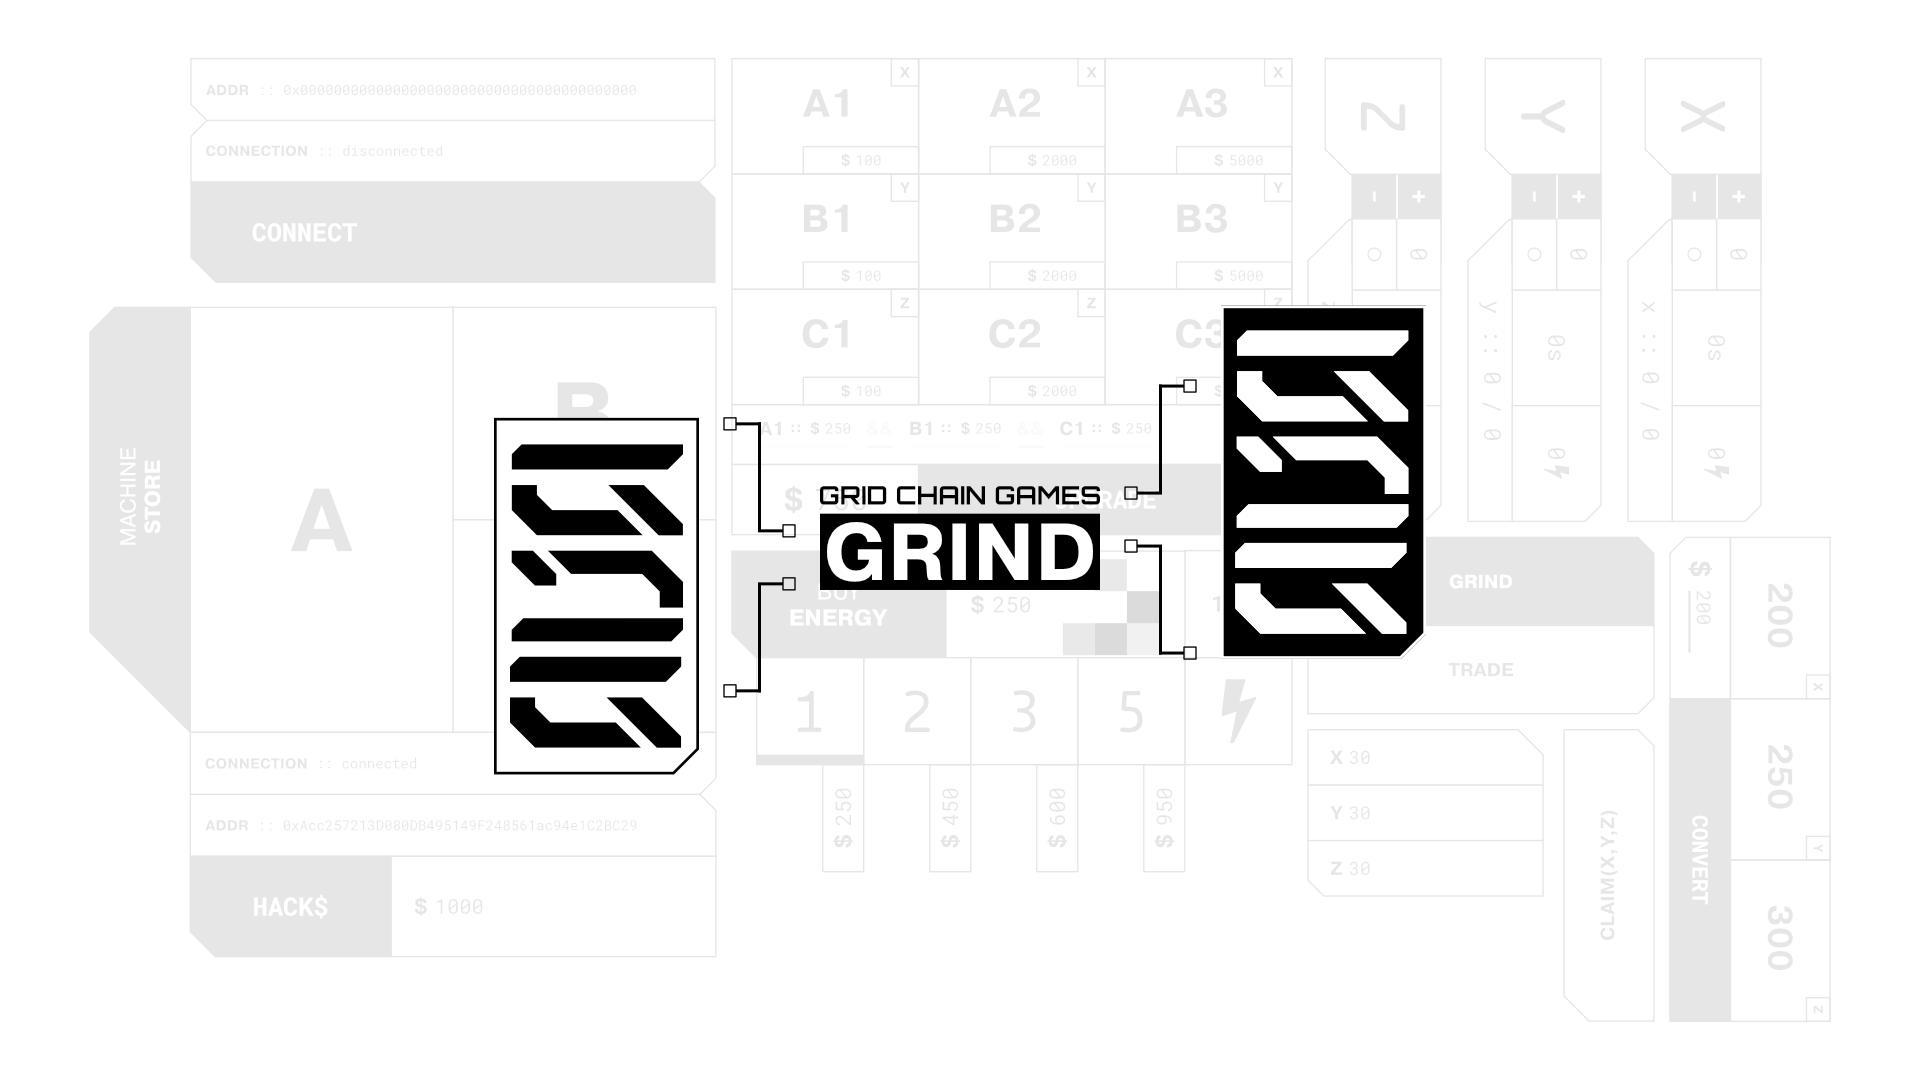 ADDR :: 0x0000000000000000000000000000000000000000
CONNECTION :: disconnected
CONNECT
MACHINE
STORE
A
B
CONNECTION :: connected
ADDR :: 0xAcc257213D080DB495149F248561ac94e1C2BC29
HACK$
$ 1000
A1 X $ 100
A2 X $ 2000
A3 X $ 5000
B1 Y $ 100
B2 Y $ 2000
B3 Y $ 5000
C1 Z $ 100
C2 Z $ 2000
C3 Z $
A1 :: $ 250 && B1 :: $ 250 && C1 :: $ 250
$
GRID CHAIN GAMES
GRIND
BUY
ENERGY
$ 250
1
1 2 3 5
$ 250
$ 450
$ 600
$ 950
Z Y X
- + - + - +
0 0 0
y :: 0 / 0
x :: 0 / 0
0s 0s
0 0
GRIND
TRADE
X 30
Y 30
Z 30
CLAIM(X,Y,Z)
$ 200
CONVERT
200 X
250 Y
300 Z